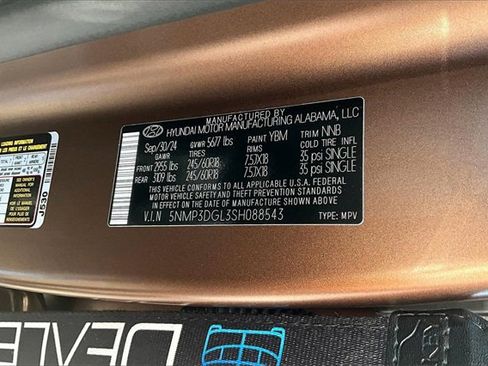 MANUFACTURED BY
HYUNDAI MOTOR MANUFACTURING ALABAMA, LLC
Sep/30/24 GVWR 5677 lbs PAINT YBM TRIM NNB
GAWR TIRES RIMS COLD TIRE INFL
FRONT 2955 lbs 245/60R18 7.5JX18 35 psi SINGLE
REAR 3109 lbs 245/60R18 7.5JX18 35 psi SINGLE
THIS VEHICLE CONFORMS TO ALL APPLICABLE U.S.A. FEDERAL
MOTOR VEHICLE SAFETY AND THEFT PREVENTION STANDARDS
IN EFFECT ON THE DATE OF MANUFACTURE SHOWN ABOVE.
V.I.N 5NMP3DGL3SH088543 TYPE: MPV
J530